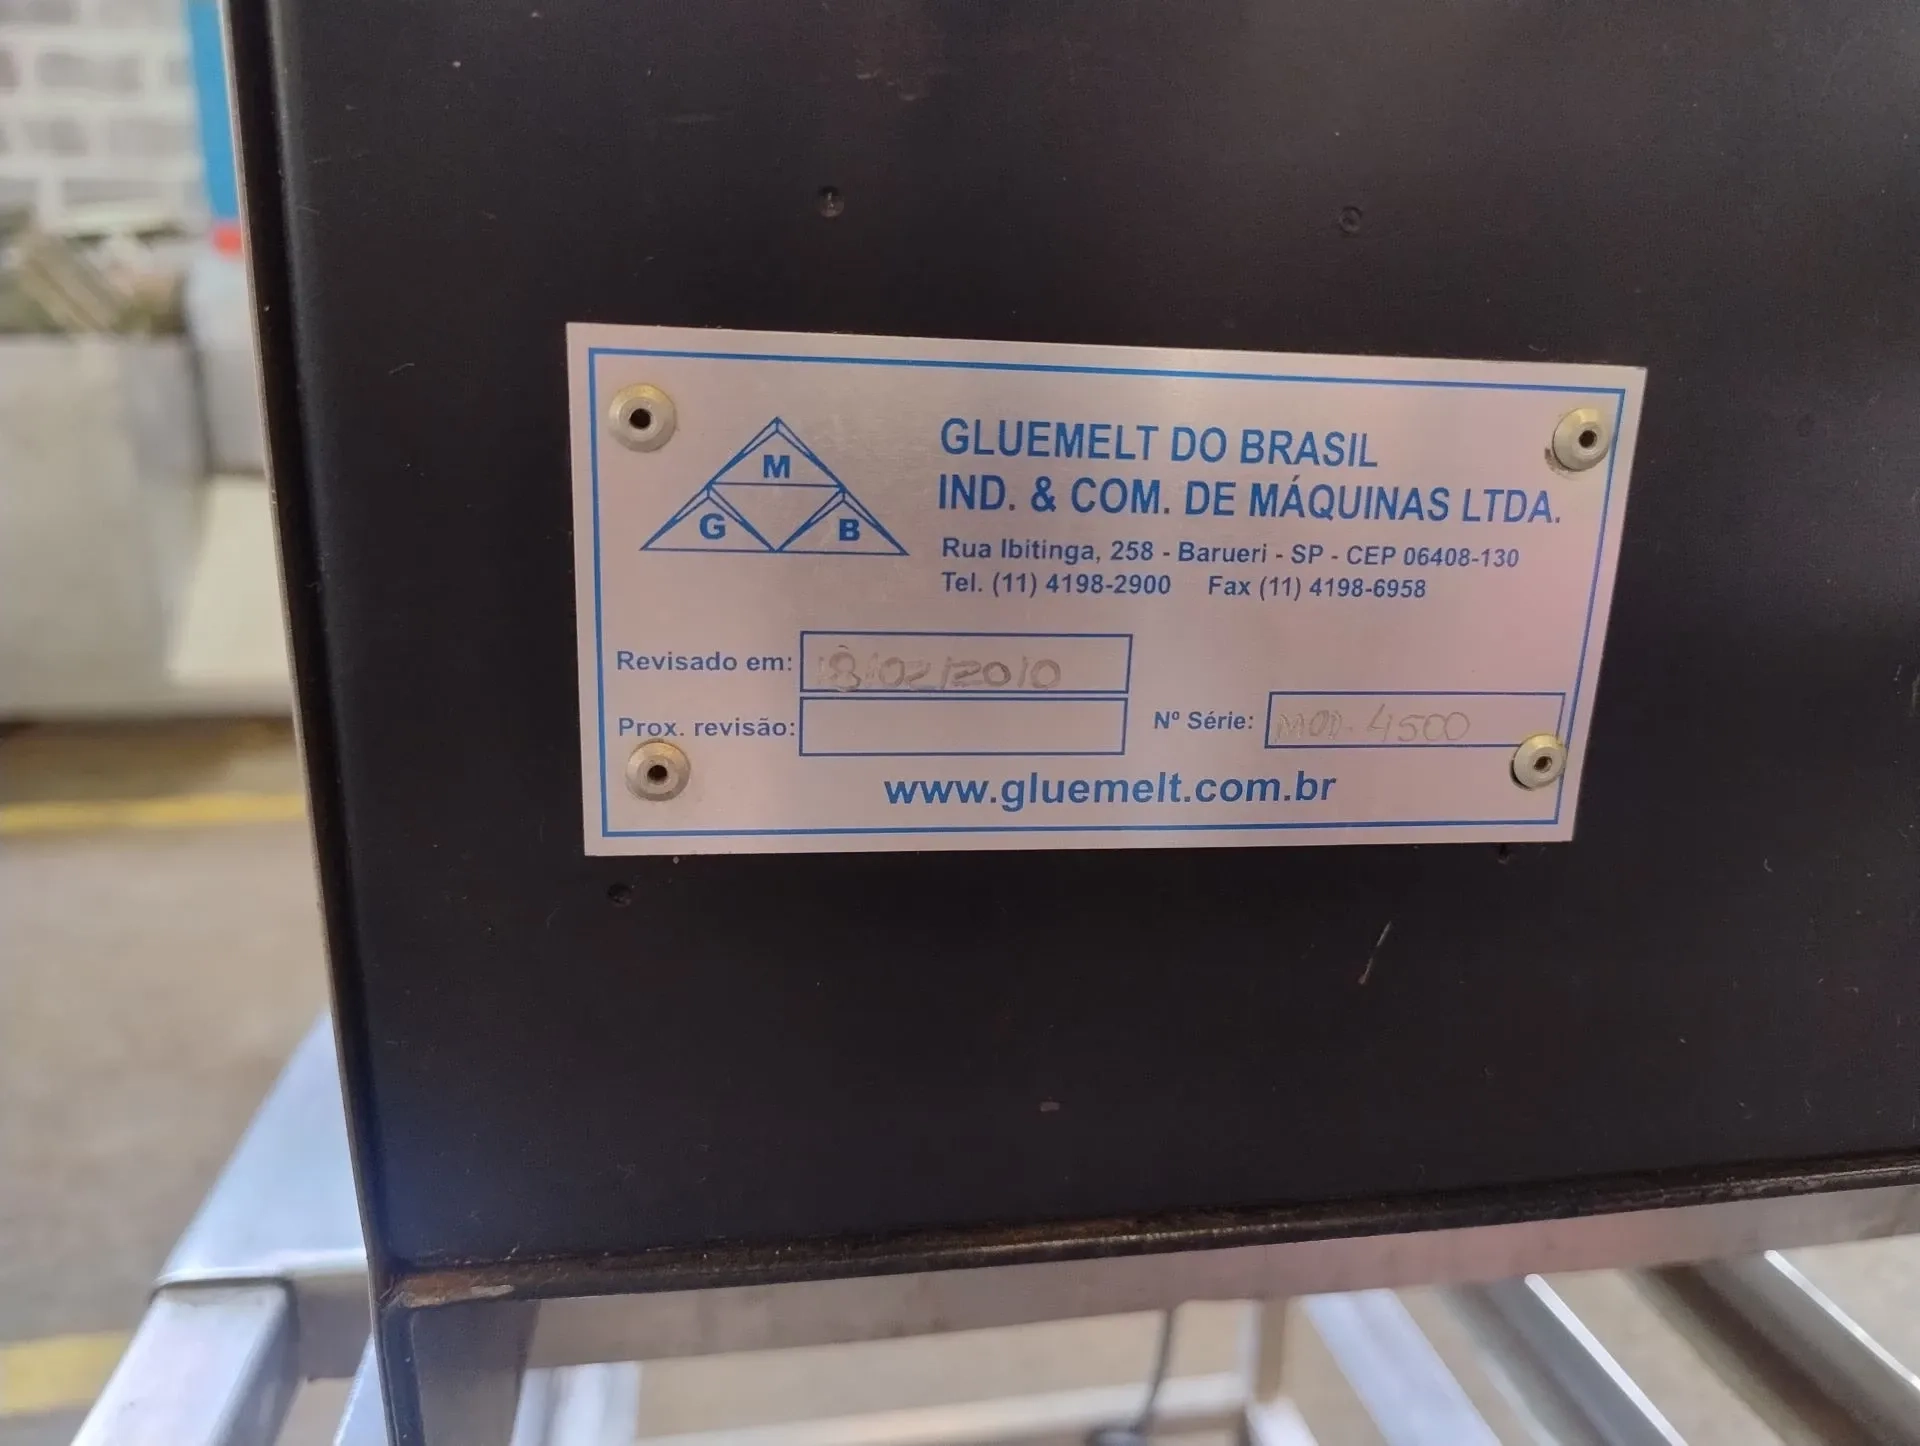 M
G B
GLUEMELT DO BRASIL
IND. & COM. DE MÁQUINAS LTDA.
Rua Ibitinga, 258 - Barueri - SP - CEP 06408-130
Tel. (11) 4198-2900 Fax (11) 4198-6958
Revisado em: 18/02/2010
Prox. revisão:
Nº Série: MOD. 4500
www.gluemelt.com.br